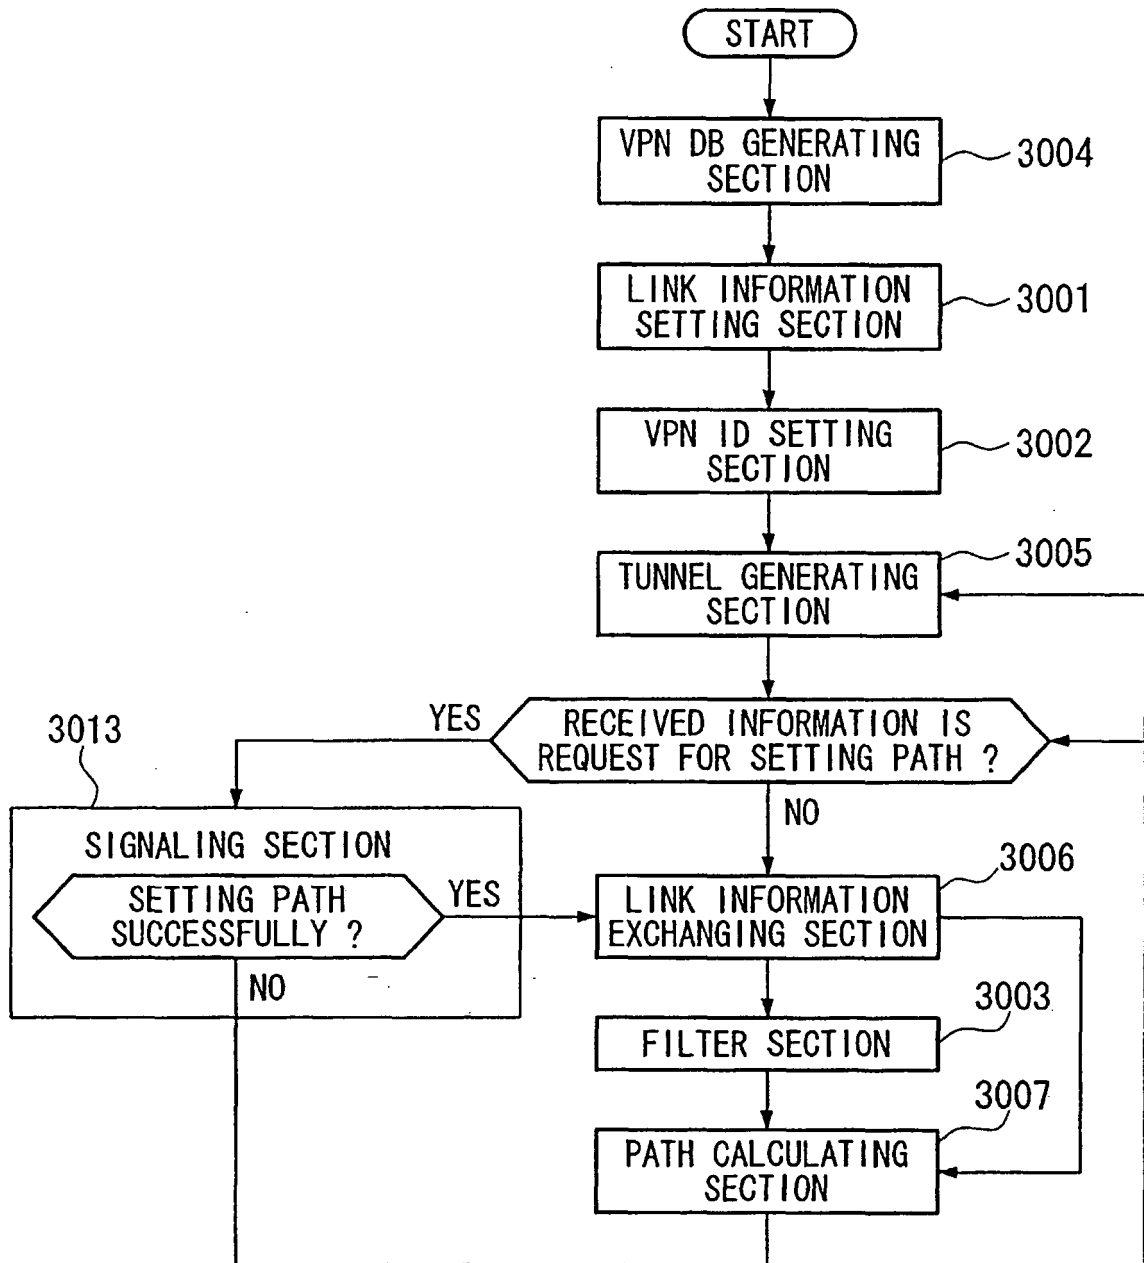 START
VPN DB GENERATING
SECTION
3004
LINK INFORMATION
SETTING SECTION
3001
VPN ID SETTING
SECTION
3002
TUNNEL GENERATING
SECTION
3005
RECEIVED INFORMATION IS
REQUEST FOR SETTING PATH ?
YES
NO
3013
SIGNALING SECTION
SETTING PATH
SUCCESSFULLY ?
YES
NO
LINK INFORMATION
EXCHANGING SECTION
3006
FILTER SECTION
3003
PATH CALCULATING
SECTION
3007